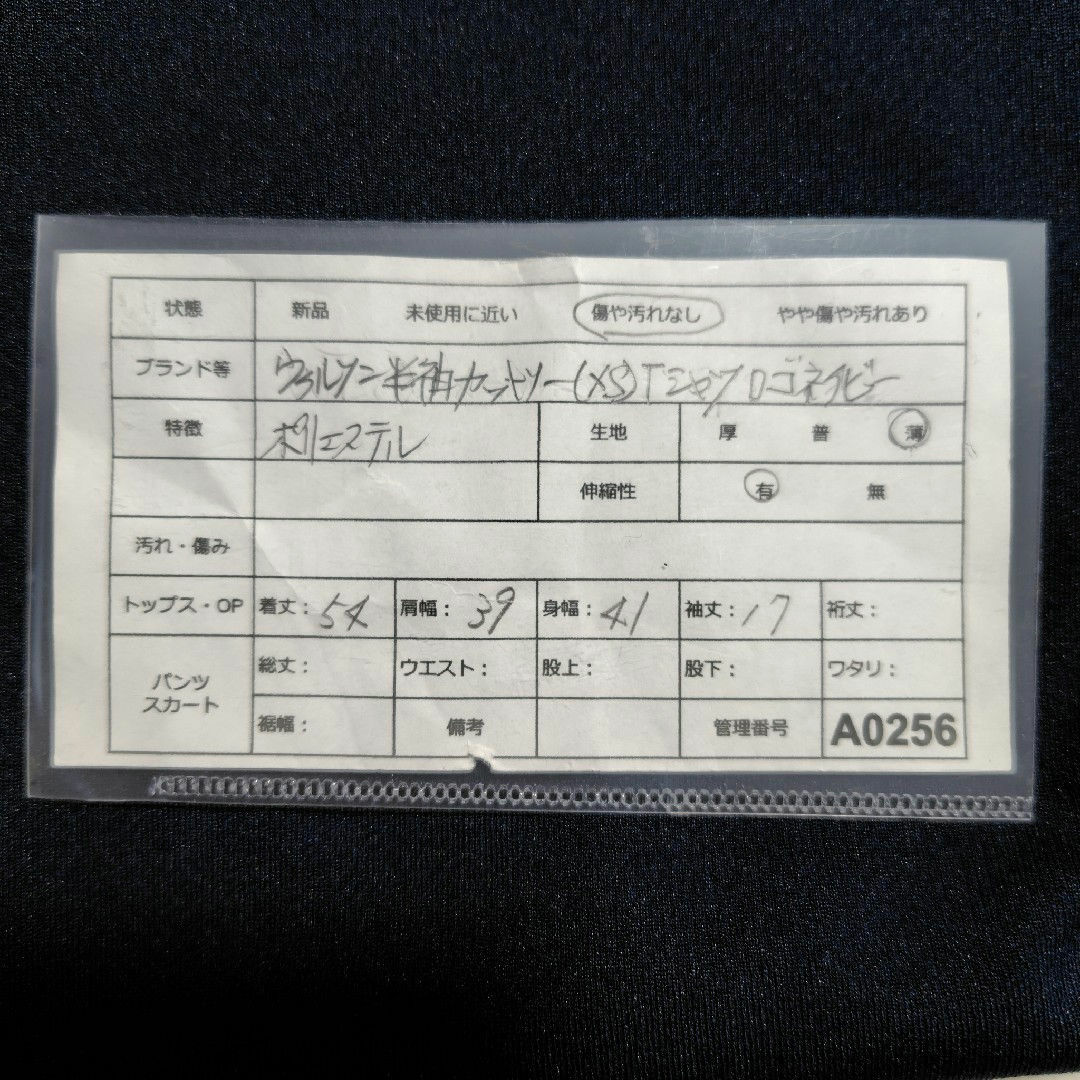 状態 新品 未使用に近い 傷や汚れなし やや傷や汚れあり
ブランド等 ウィルソン半袖カットソー(XS)Tシャツロゴネイビー
特徴 ポリエステル 生地 厚 普 薄
伸縮性 有 無
汚れ・傷み
トップス・OP 着丈:54 肩幅:39 身幅:41 袖丈:17 裄丈:
パンツ
スカート
総丈: ウエスト: 股上: 股下: ワタリ:
裾幅: 備考 管理番号 A0256